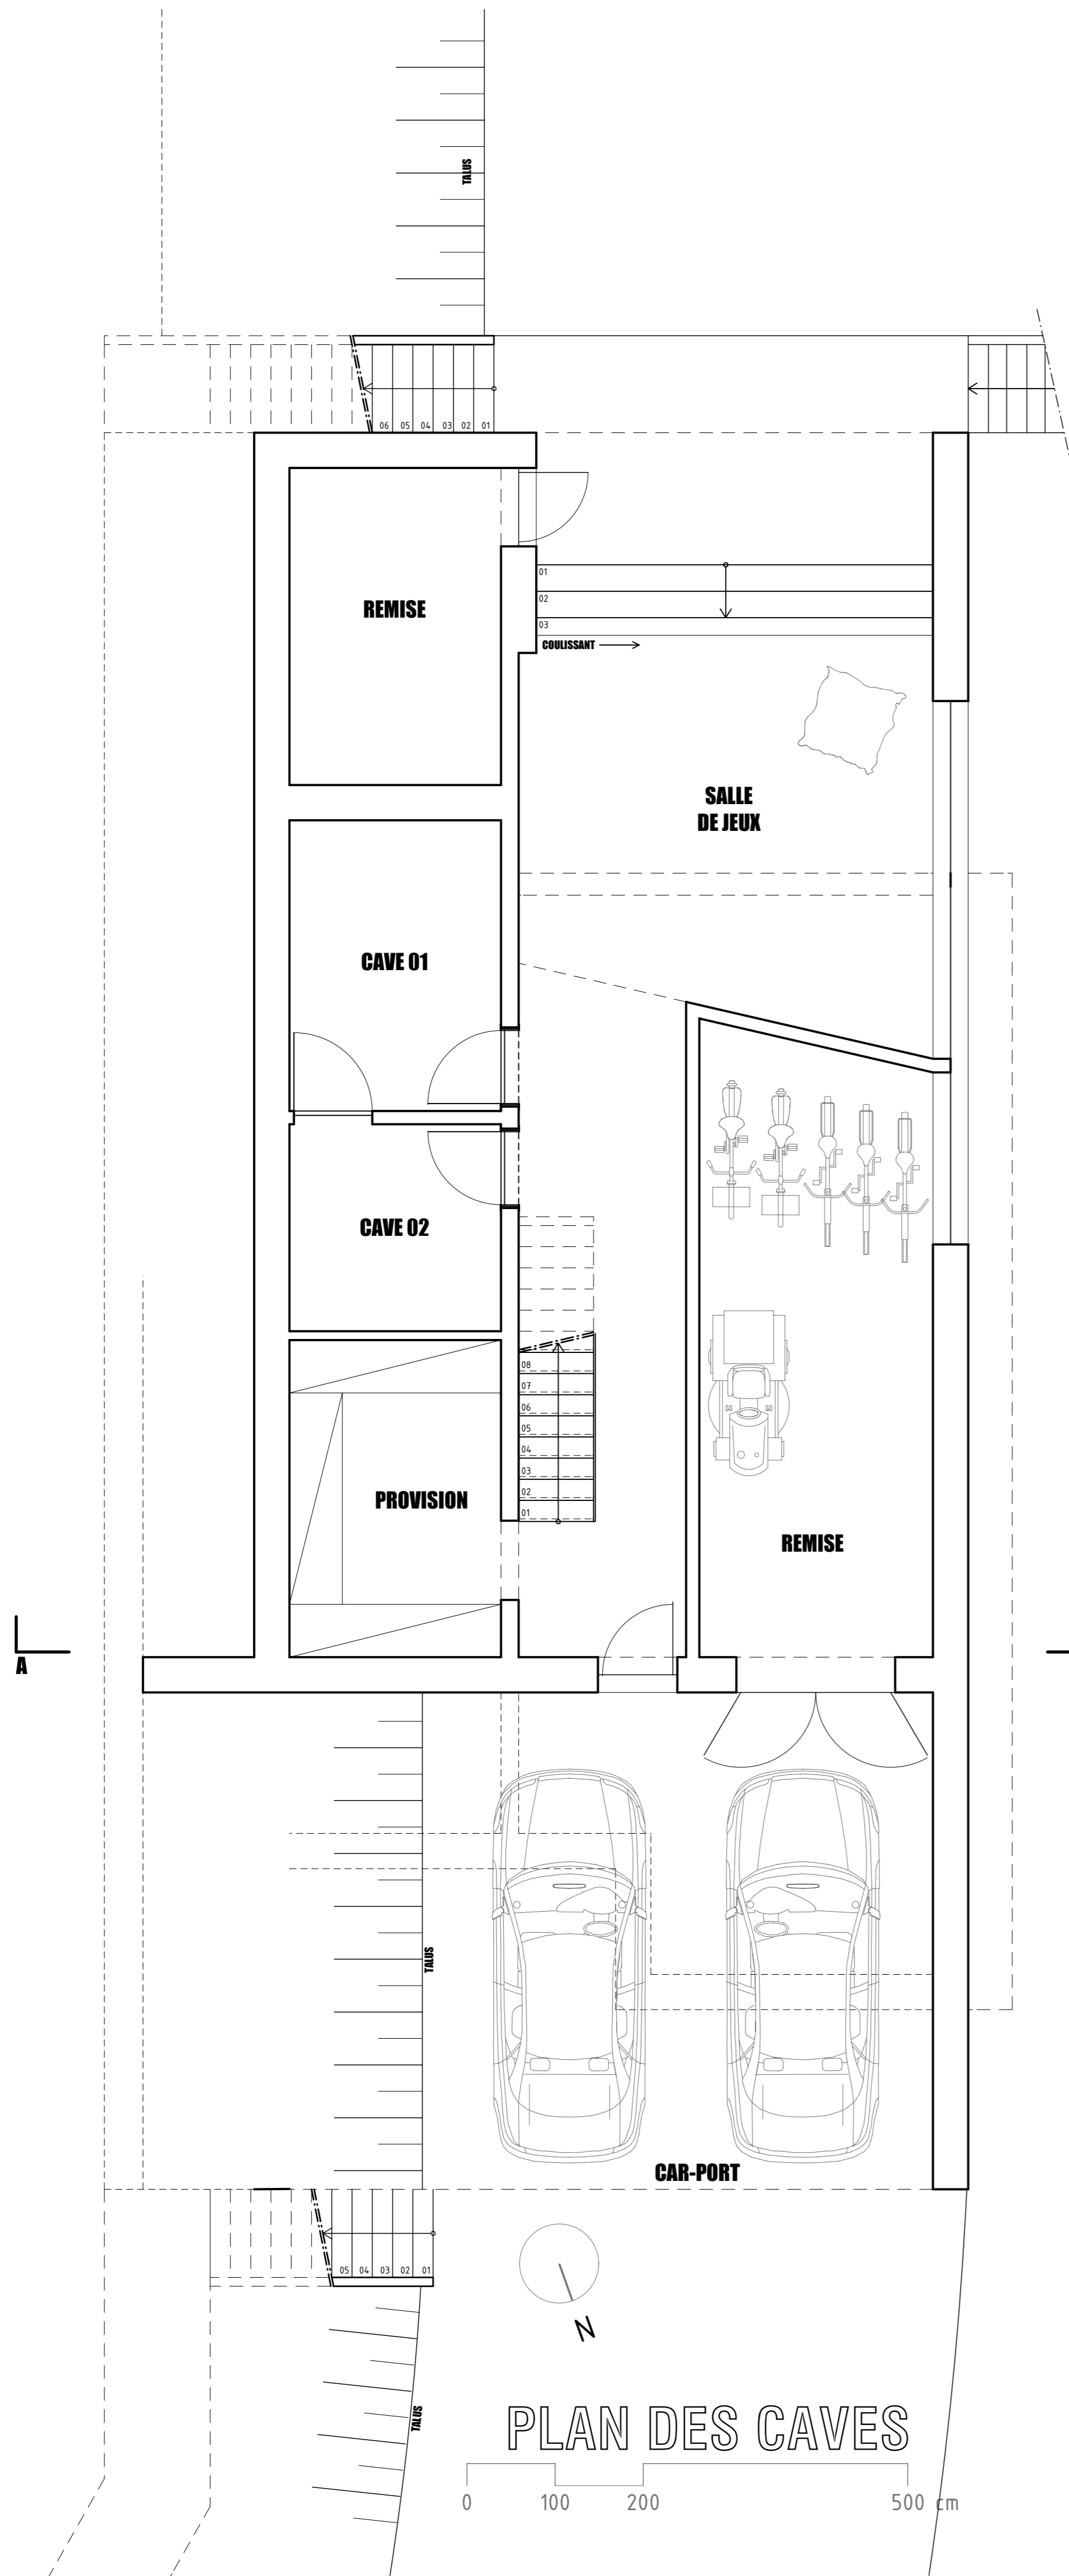 TALUS
06 05 04 03 02 01
01
02
03
COULISSANT
REMISE
SALLE
DE JEUX
CAVE 01
CAVE 02
08
07
06
05
04
03
02
01
PROVISION
REMISE
A
TALUS
CAR-PORT
05 04 03 02 01
N
TALUS
PLAN DES CAVES
0 100 200 500 cm